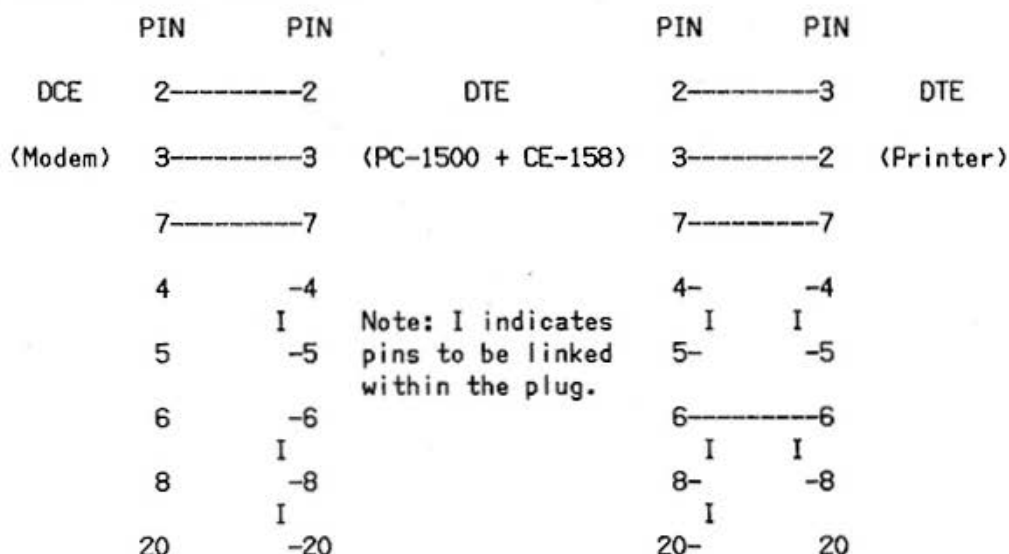 PIN PIN PIN PIN
DCE 2---------2 DTE 2---------3 DTE
(Modem) 3---------3 (PC-1500 + CE-158) 3---------2 (Printer)
7---------7 7---------7
4 -4 4- -4
I Note: I indicates I I
5 -5 pins to be linked 5- -5
within the plug.
6 -6 6---------6
I I I
8 -8 8- -8
I I
20 -20 20- 20